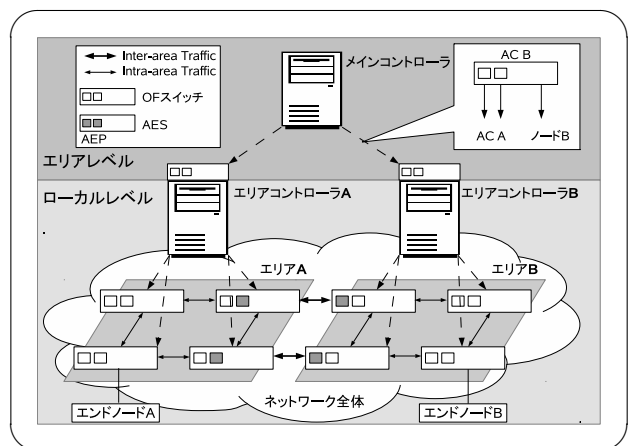 Inter-area Traffic
Intra-area Traffic
OFスイッチ
AES
AEP
メインコントローラ
AC B
AC A
ノードB
エリアレベル
ローカルレベル
エリアコントローラA
エリアコントローラB
エリアA
エリアB
エンドノードA
ネットワーク全体
エンドノードB